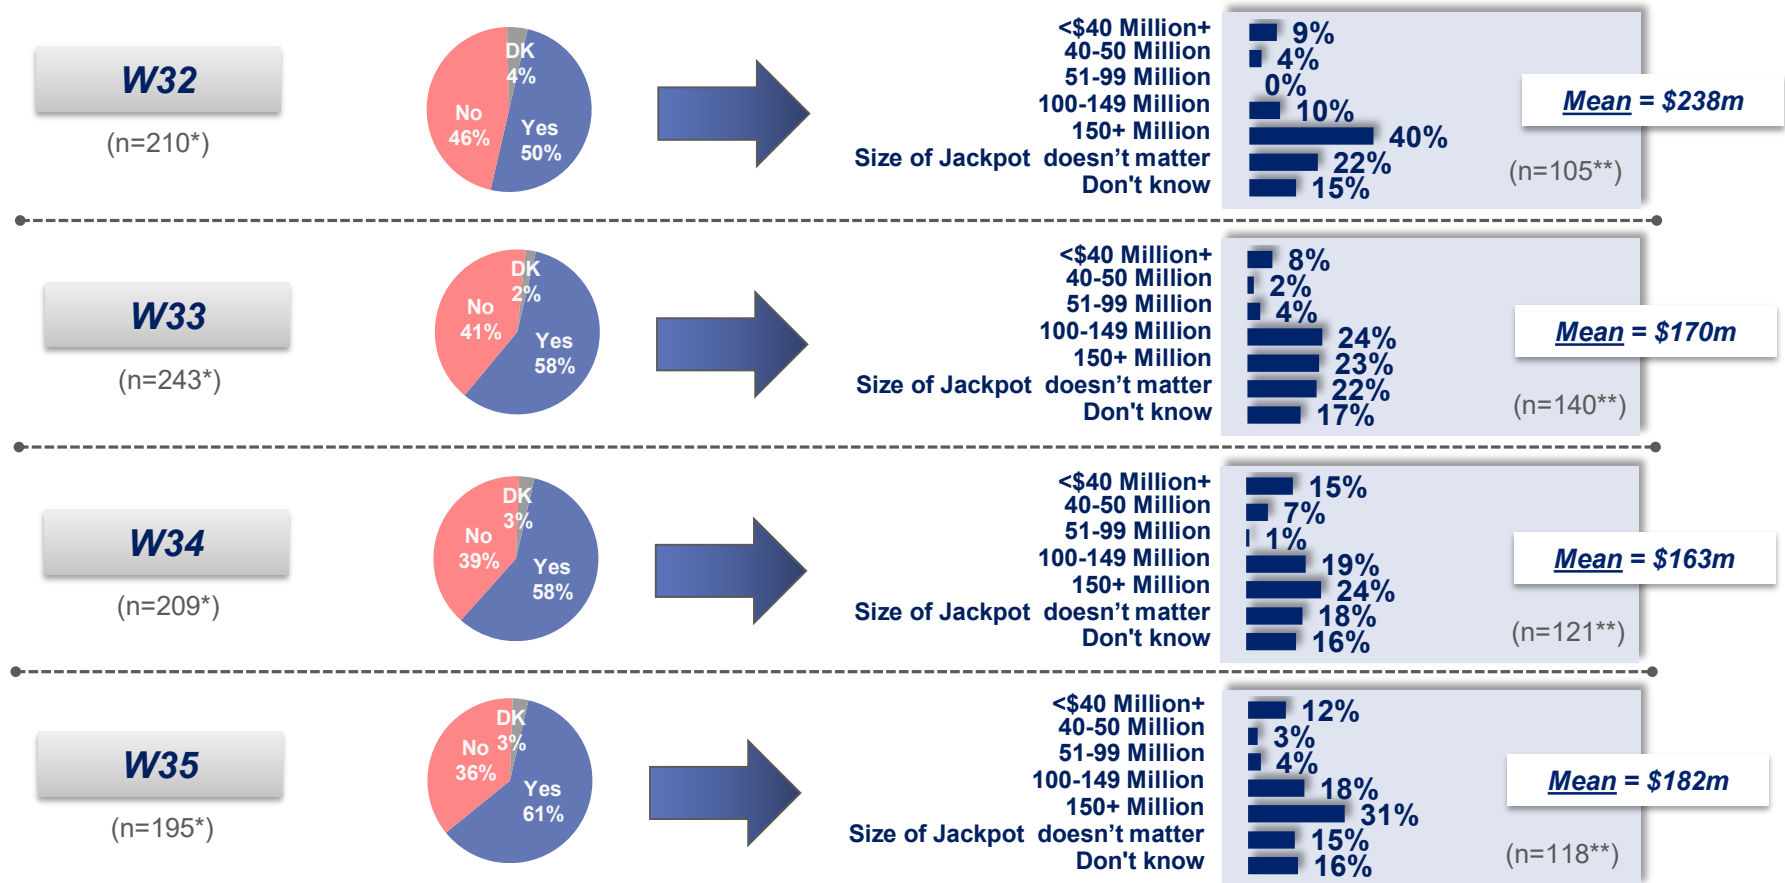 W32
(n=210*)
DK
4%
No
46%
Yes
50%
<$40 Million+ 9%
40-50 Million 4%
51-99 Million 0%
100-149 Million 10%
150+ Million 40%
Size of Jackpot doesn't matter 22%
Don't know 15%
Mean = $238m
(n=105**)
W33
(n=243*)
DK
2%
No
41%
Yes
58%
<$40 Million+ 8%
40-50 Million 2%
51-99 Million 4%
100-149 Million 24%
150+ Million 23%
Size of Jackpot doesn't matter 22%
Don't know 17%
Mean = $170m
(n=140**)
W34
(n=209*)
DK
3%
No
39%
Yes
58%
<$40 Million+ 15%
40-50 Million 7%
51-99 Million 1%
100-149 Million 19%
150+ Million 24%
Size of Jackpot doesn't matter 18%
Don't know 16%
Mean = $163m
(n=121**)
W35
(n=195*)
DK
3%
No
36%
Yes
61%
<$40 Million+ 12%
40-50 Million 3%
51-99 Million 4%
100-149 Million 18%
150+ Million 31%
Size of Jackpot doesn't matter 15%
Don't know 16%
Mean = $182m
(n=118**)